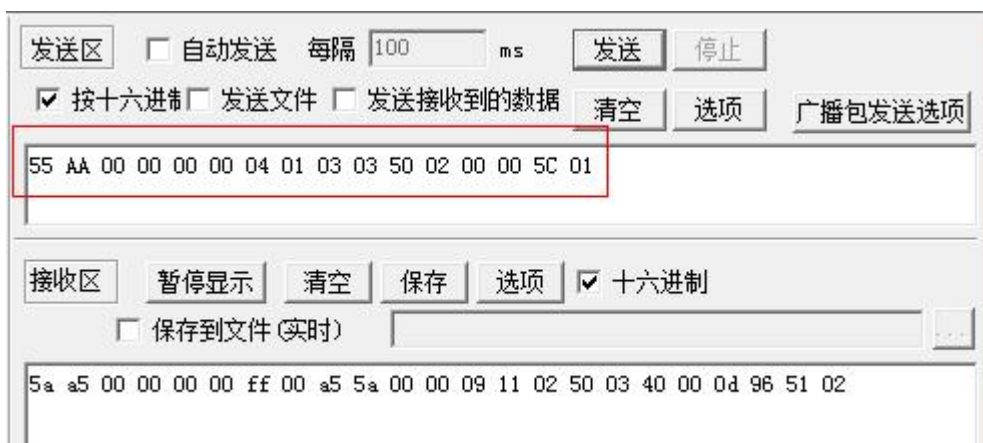 发送区 自动发送 每隔 100 ms 发送 停止
按十六进制 发送文件 发送接收到的数据 清空 选项 广播包发送选项
55 AA 00 00 00 00 04 01 03 03 50 02 00 00 5C 01
接收区 暂停显示 清空 保存 选项 十六进制
保存到文件(实时) ...
5a a5 00 00 00 00 ff 00 a5 5a 00 00 09 11 02 50 03 40 00 0d 96 51 02